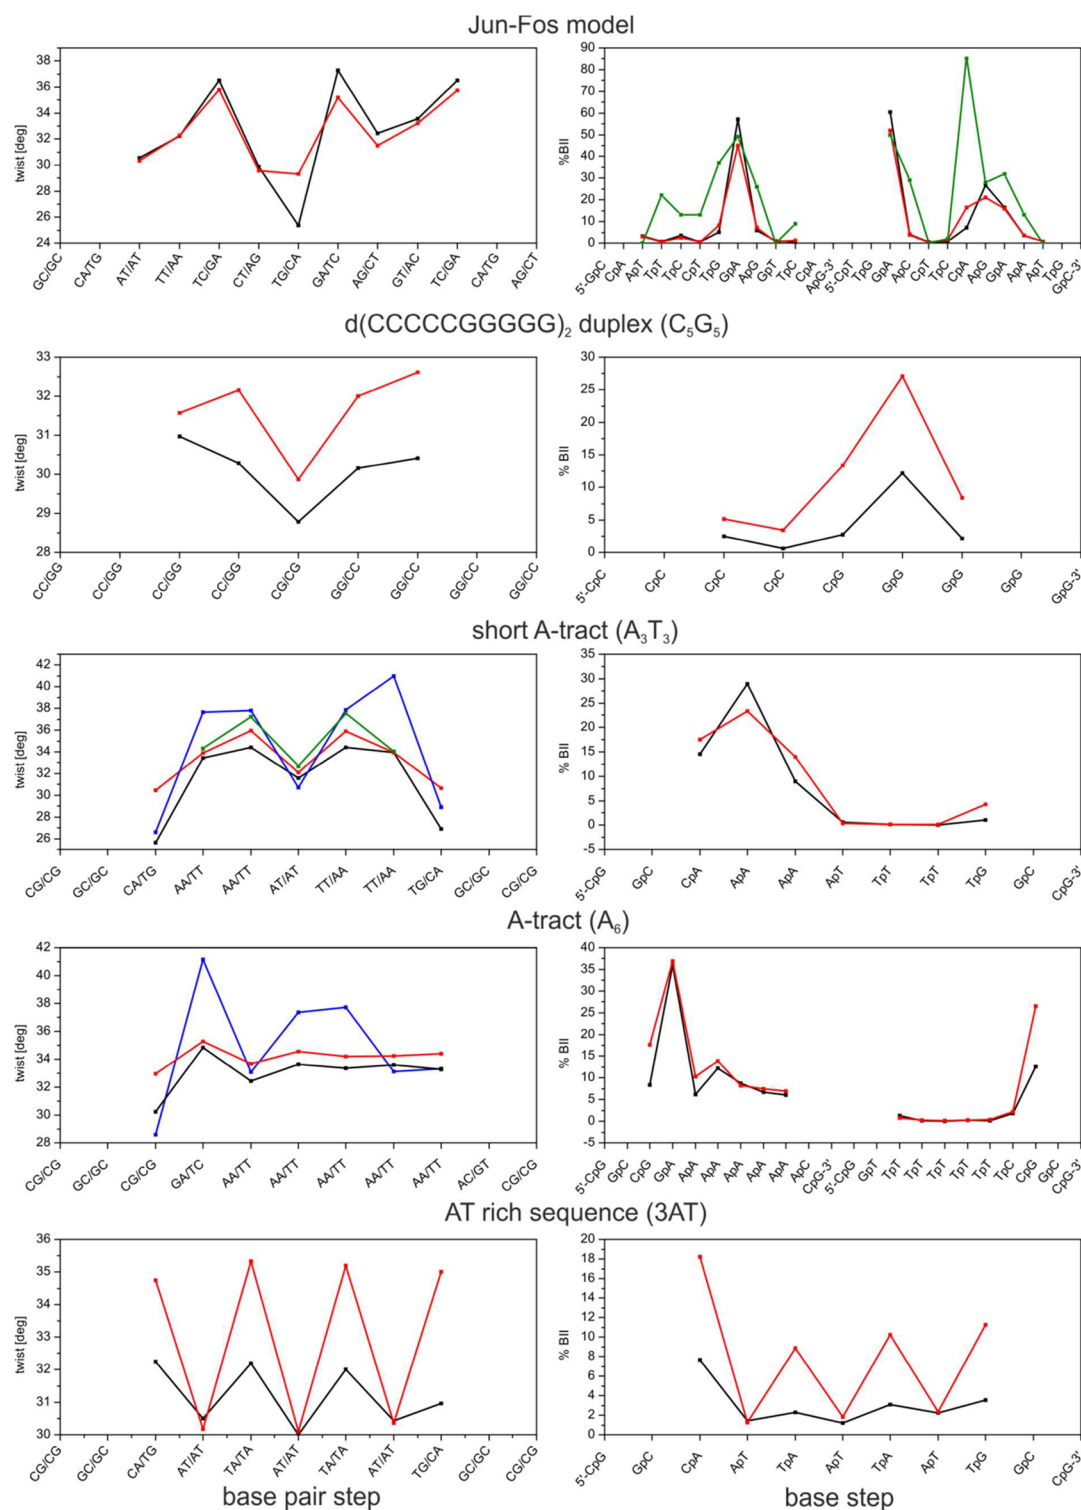 Jun-Fos model
twist [deg]
38
36
34
32
30
28
26
24
GC/GC
CA/TG
AT/AT
TT/AA
TC/GA
CT/AG
TG/CA
GA/TC
AG/CT
GT/AC
TC/GA
CA/TG
AG/CT
%BII
90
80
70
60
50
40
30
20
10
0
5'-GpC
CpA
ApT
TpT
TpC
CpT
TpG
GpA
ApG
GpT
TpC
CpA
ApG-3'
5'-CpT
TpG
GpA
ApC
CpT
TpC
CpA
ApG
GpA
ApA
ApT
TpG
GpC-3'
d(CCCCCGGGGG)2 duplex (C5G5)
twist [deg]
33
32
31
30
29
28
CC/GG
CC/GG
CC/GG
CC/GG
CG/CG
GG/CC
GG/CC
GG/CC
GG/CC
% BII
30
25
20
15
10
5
0
5'-CpC
CpC
CpC
CpC
CpG
GpG
GpG
GpG
GpG-3'
short A-tract (A3T3)
twist [deg]
42
40
38
36
34
32
30
28
26
CG/CG
GC/GC
CA/TG
AA/TT
AA/TT
AT/AT
TT/AA
TT/AA
TG/CA
GC/GC
CG/CG
% BII
35
30
25
20
15
10
5
0
-5
5'-CpG
GpC
CpA
ApA
ApA
ApT
TpT
TpT
TpG
GpC
CpG-3'
A-tract (A6)
twist [deg]
42
40
38
36
34
32
30
28
CG/CG
GC/GC
CG/CG
GA/TC
AA/TT
AA/TT
AA/TT
AA/TT
AA/TT
AC/GT
CG/CG
% BII
40
35
30
25
20
15
10
5
0
-5
5'-CpG
GpC
CpG
GpA
ApA
ApA
ApA
ApA
ApA
ApC
CpG-3'
5'-CpG
GpT
TpT
TpT
TpT
TpT
TpT
TpC
CpG
GpC
CpG-3'
AT rich sequence (3AT)
twist [deg]
36
35
34
33
32
31
30
CG/CG
GC/GC
CA/TG
AT/AT
TA/TA
AT/AT
TA/TA
AT/AT
TG/CA
GC/GC
CG/CG
base pair step
% BII
20
18
16
14
12
10
8
6
4
2
0
5'-CpG
GpC
CpA
ApT
TpA
ApT
TpA
ApT
TpG
GpC
CpG-3'
base step